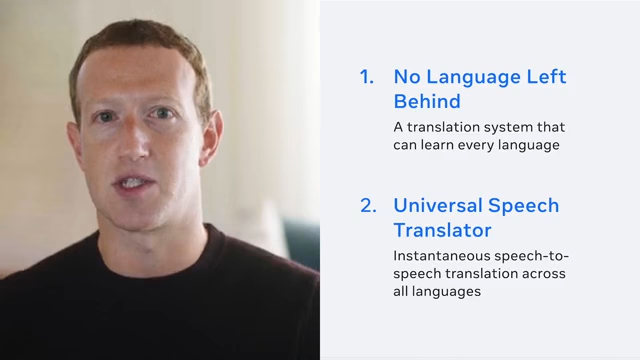 1. No Language Left
Behind
A translation system that
can learn every language
2. Universal Speech
Translator
Instantaneous speech-to-
speech translation across
all languages